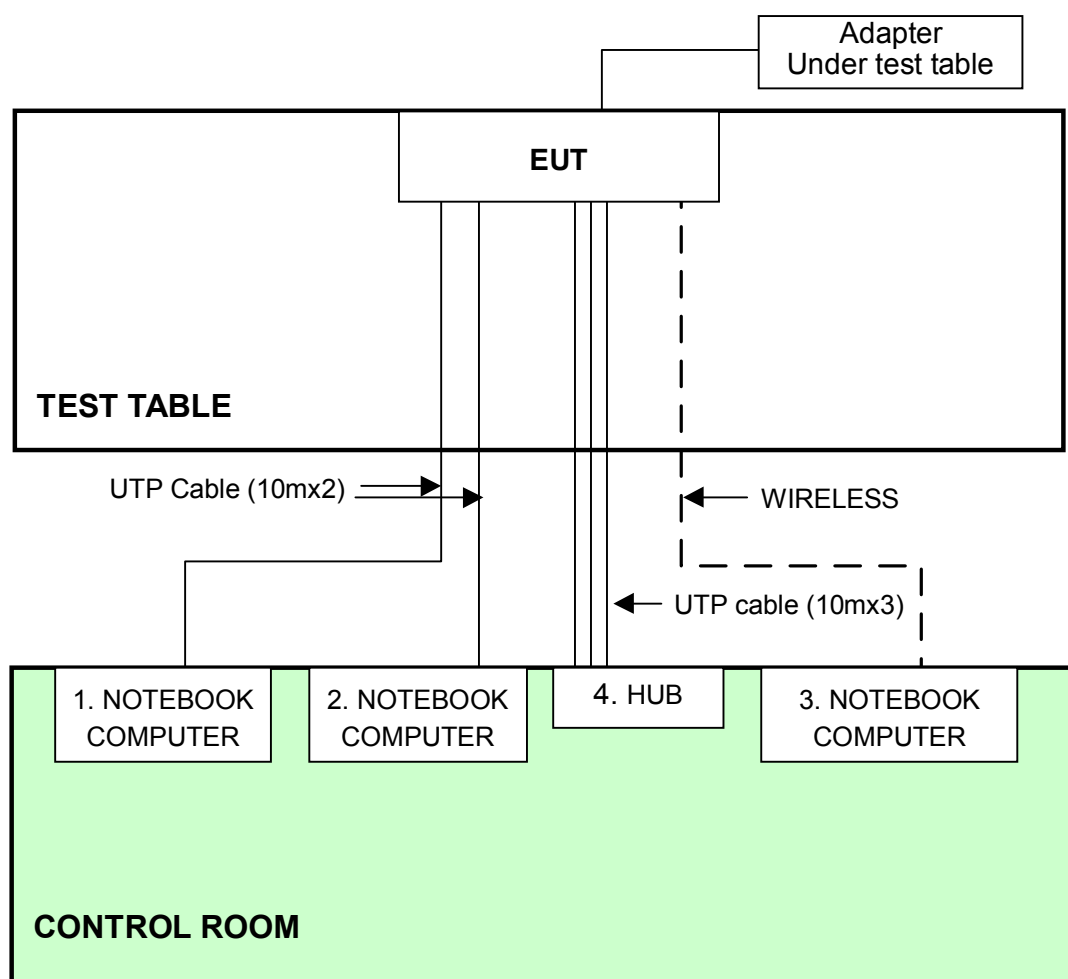 Adapter
Under test table
EUT
TEST TABLE
UTP Cable (10mx2)
WIRELESS
UTP cable (10mx3)
1. NOTEBOOK
COMPUTER
2. NOTEBOOK
COMPUTER
4. HUB
3. NOTEBOOK
COMPUTER
CONTROL ROOM